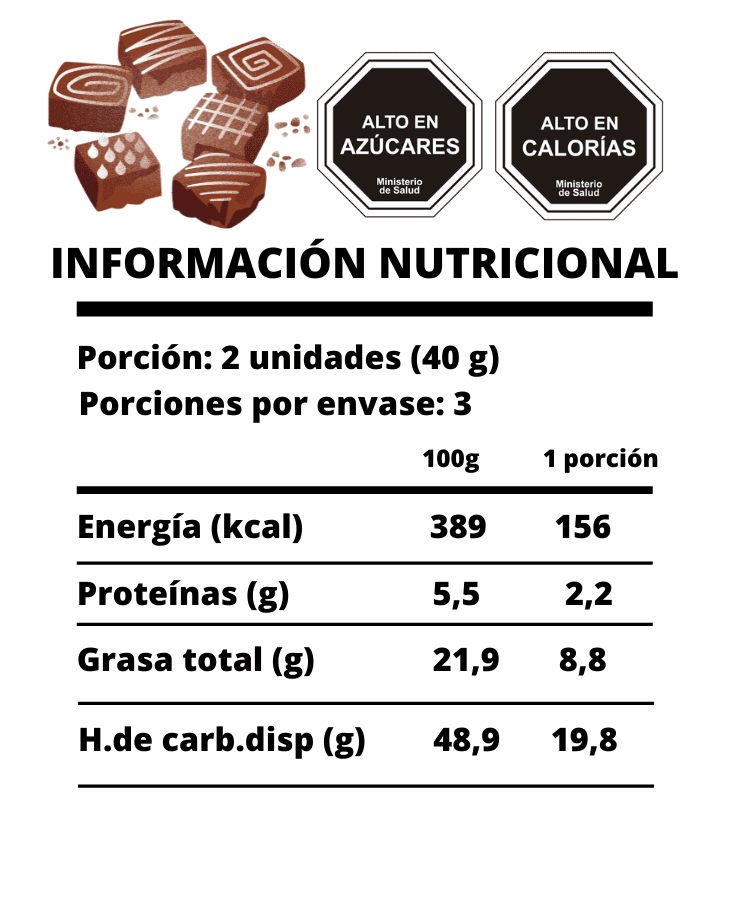 ALTO EN
AZÚCARES
Ministerio
de Salud
ALTO EN
CALORÍAS
Ministerio
de Salud
INFORMACIÓN NUTRICIONAL
Porción: 2 unidades (40 g)
Porciones por envase: 3
100g 1 porción
Energía (kcal) 389 156
Proteínas (g) 5,5 2,2
Grasa total (g) 21,9 8,8
H.de carb.disp (g) 48,9 19,8